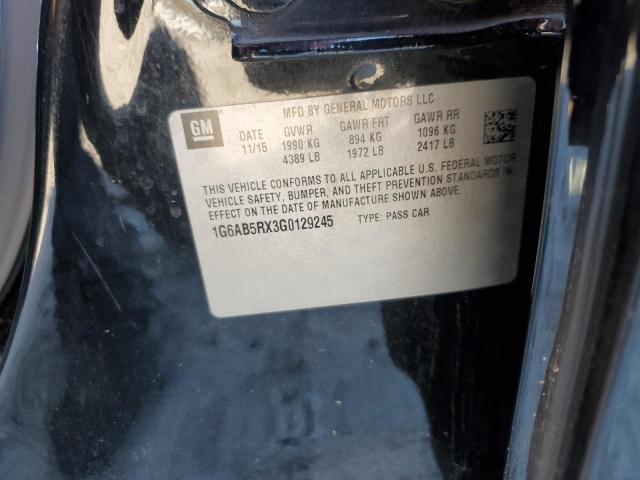 MFD BY GENERAL MOTORS LLC
GM
DATE GVWR GAWR FRT GAWR RR
11/15 1990 KG 894 KG 1096 KG
4389 LB 1972 LB 2417 LB
THIS VEHICLE CONFORMS TO ALL APPLICABLE U.S. FEDERAL MOTOR
VEHICLE SAFETY, BUMPER, AND THEFT PREVENTION STANDARDS IN
EFFECT ON THE DATE OF MANUFACTURE SHOWN ABOVE.
1G6AB5RX3G0129245 TYPE: PASS CAR